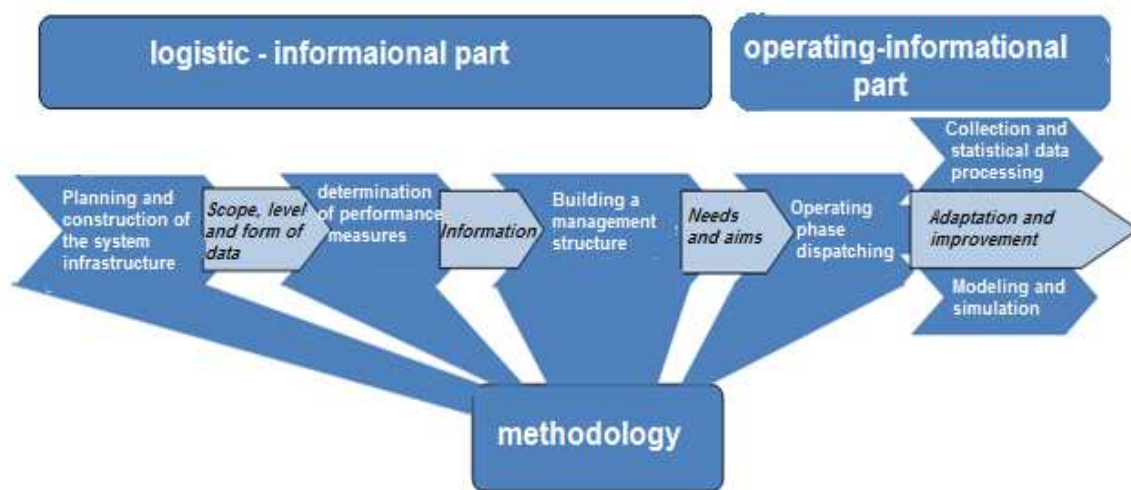 logistic - informaional part
operating-informational
part
Planning and
construction of
the system
infrastructure
Scope, level
and form of
data
determination
of performance
measures
Information
Building a
management
structure
Needs
and aims
Operating
phase
dispatching
Collection and
statistical data
processing
Adaptation and
improvement
Modeling and
simulation
methodology